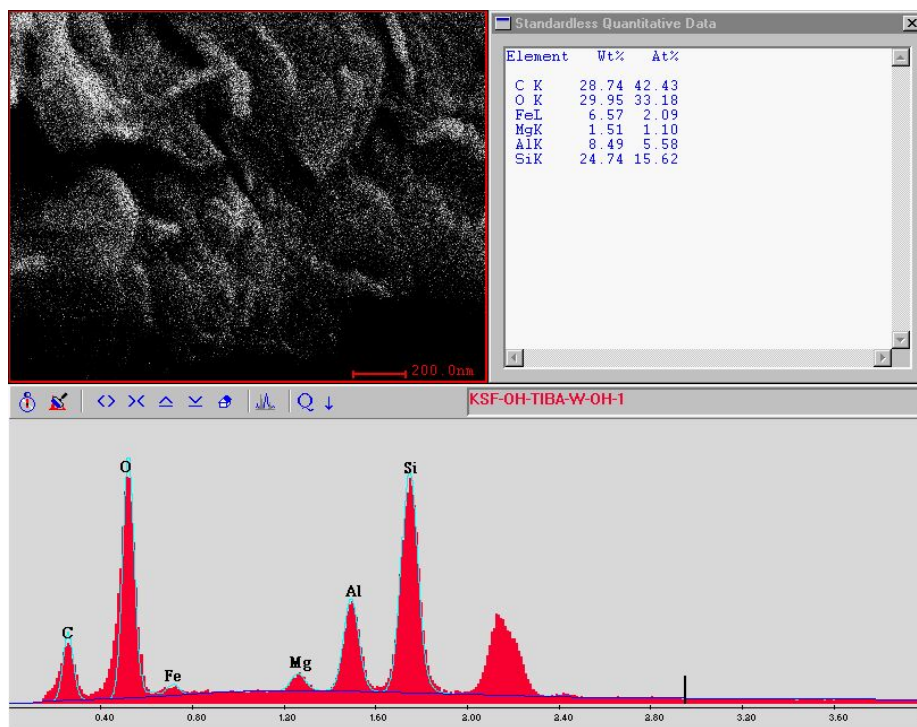 Standardless Quantitative Data
Element Wt% At%
C K 28.74 42.43
O K 29.95 33.18
FeL 6.57 2.09
MgK 1.51 1.10
AlK 8.49 5.58
SiK 24.74 15.62
200.0nm
Q
KSF-OH-TIBA-W-OH-1
O
Si
Al
C
Mg
Fe
0.40 0.80 1.20 1.60 2.00 2.40 2.80 3.20 3.60